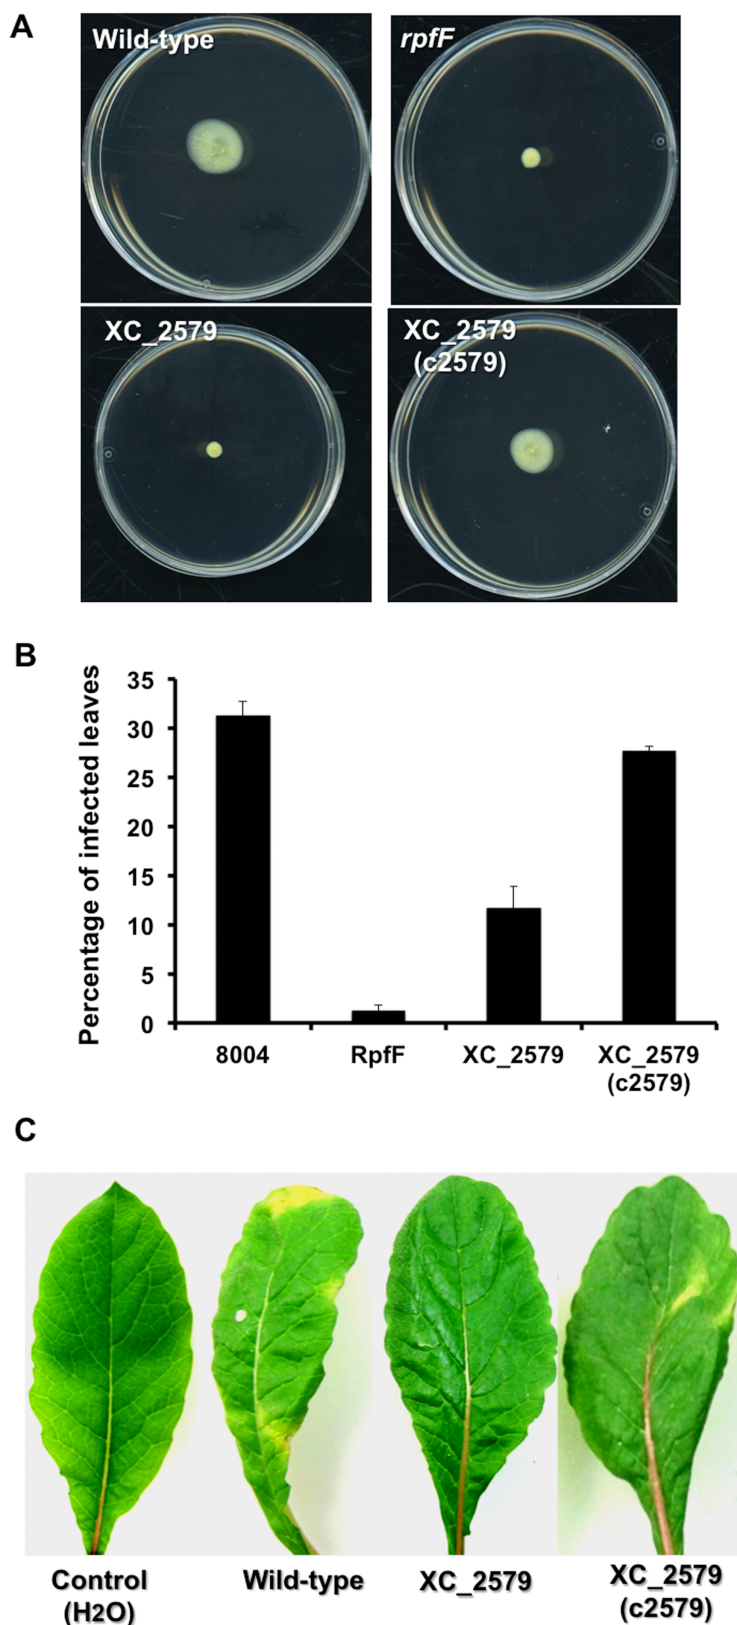 A
Wild-type
rpfF
XC_2579
XC_2579
(c2579)
B
Percentage of infected leaves
35
30
25
20
15
10
5
0
8004
RpfF
XC_2579
XC_2579
(c2579)
C
Control
(H2O)
Wild-type
XC_2579
XC_2579
(c2579)